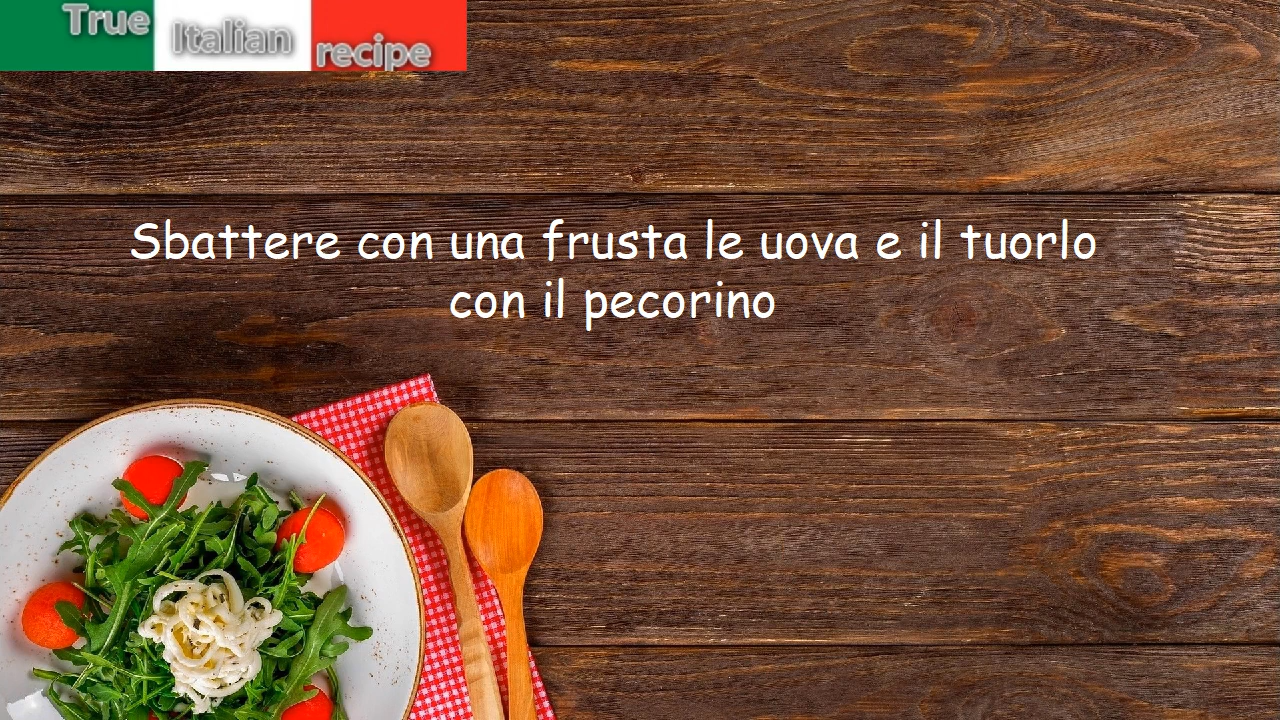 True Italian recipe
Sbattere con una frusta le uova e il tuorlo
con il pecorino